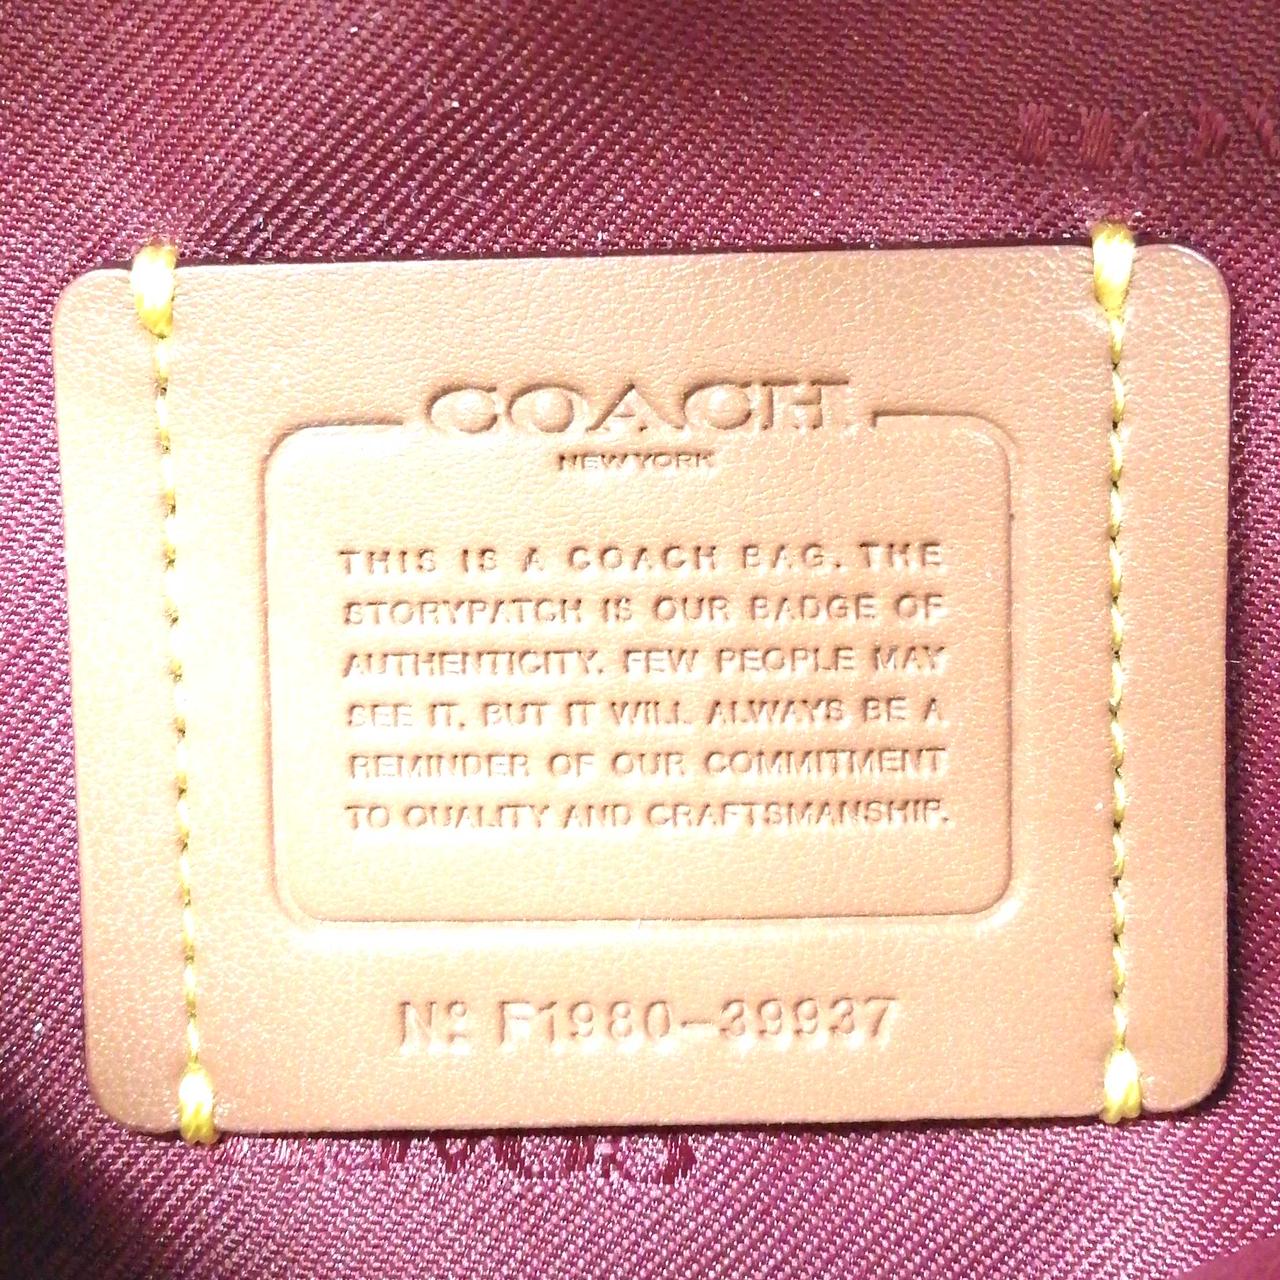 COACH
NEW YORK
THIS IS A COACH BAG. THE
STORYPATCH IS OUR BADGE OF
AUTHENTICITY. FEW PEOPLE MAY
SEE IT, BUT IT WILL ALWAYS BE A
REMINDER OF OUR COMMITMENT
TO QUALITY AND CRAFTSMANSHIP.
Nº F1980-39937